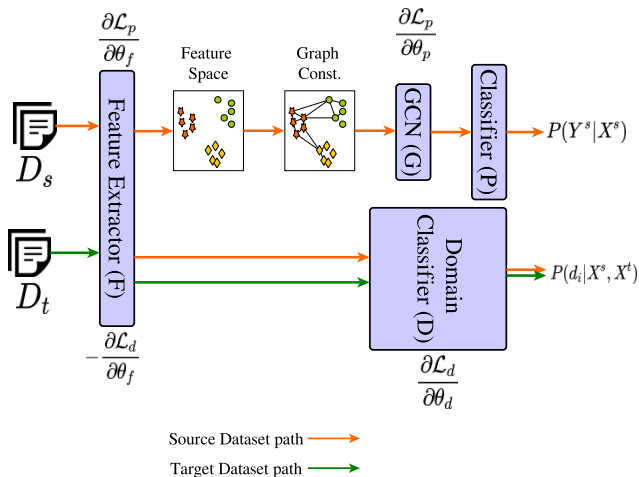 ∂ℒ_p
∂θ_f
Feature
Space
Graph
Const.
∂ℒ_p
∂θ_p
D_s
Feature Extractor (F)
GCN (G)
Classifier (P)
P(Y^s|X^s)
D_t
Domain
Classifier (D)
P(d_i|X^s, X^t)
−∂ℒ_d
∂θ_f
∂ℒ_d
∂θ_d
Source Dataset path
Target Dataset path